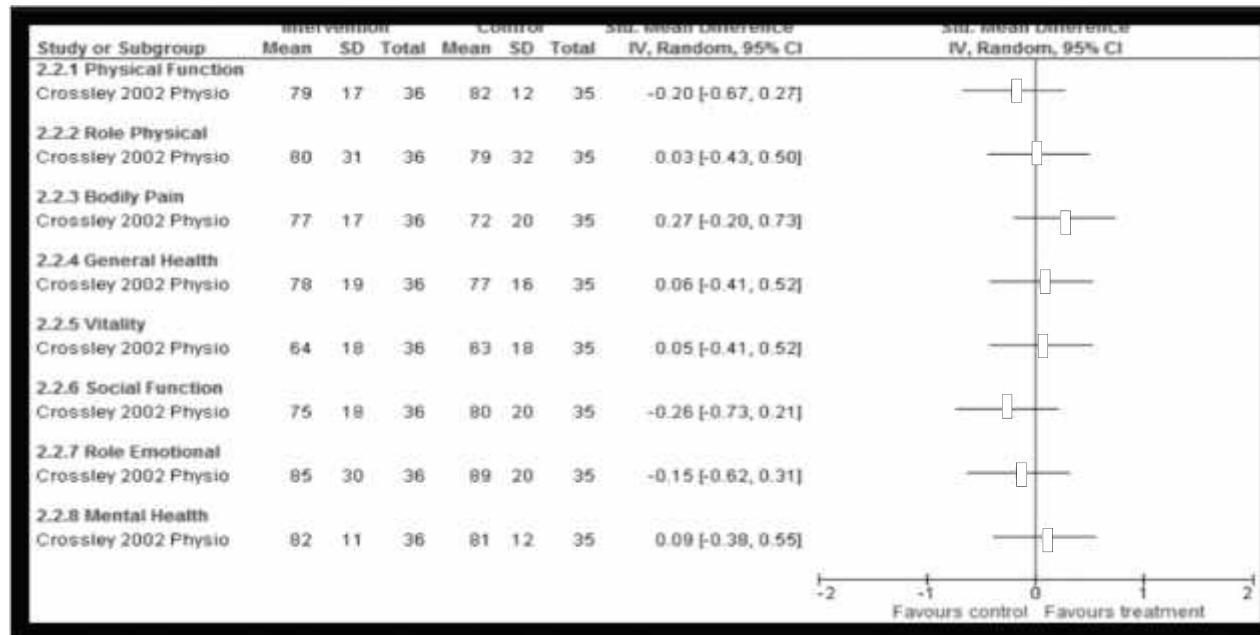 Intervention Control Std. Mean Difference Std. Mean Difference
Study or Subgroup Mean SD Total Mean SD Total IV, Random, 95% CI IV, Random, 95% CI
2.2.1 Physical Function
Crossley 2002 Physio 79 17 36 82 12 35 -0.20 [-0.67, 0.27]
2.2.2 Role Physical
Crossley 2002 Physio 80 31 36 79 32 35 0.03 [-0.43, 0.50]
2.2.3 Bodily Pain
Crossley 2002 Physio 77 17 36 72 20 35 0.27 [-0.20, 0.73]
2.2.4 General Health
Crossley 2002 Physio 78 19 36 77 16 35 0.06 [-0.41, 0.52]
2.2.5 Vitality
Crossley 2002 Physio 64 18 36 63 18 35 0.05 [-0.41, 0.52]
2.2.6 Social Function
Crossley 2002 Physio 75 18 36 80 20 35 -0.26 [-0.73, 0.21]
2.2.7 Role Emotional
Crossley 2002 Physio 85 30 36 89 20 35 -0.15 [-0.62, 0.31]
2.2.8 Mental Health
Crossley 2002 Physio 82 11 36 81 12 35 0.09 [-0.38, 0.55]
-2 -1 0 1 2
Favours control Favours treatment